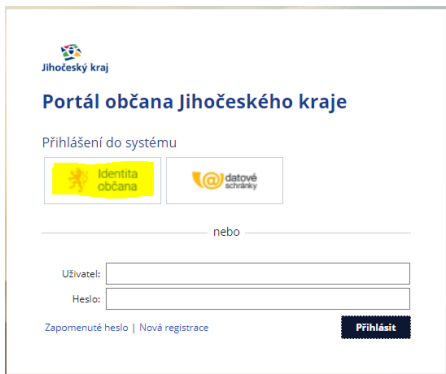 Jihočeský kraj
Portál občana Jihočeského kraje
Přihlášení do systému
Identita
občana
datové
schránky
nebo
Uživatel:
Heslo:
Zapomenuté heslo | Nová registrace
Přihlásit